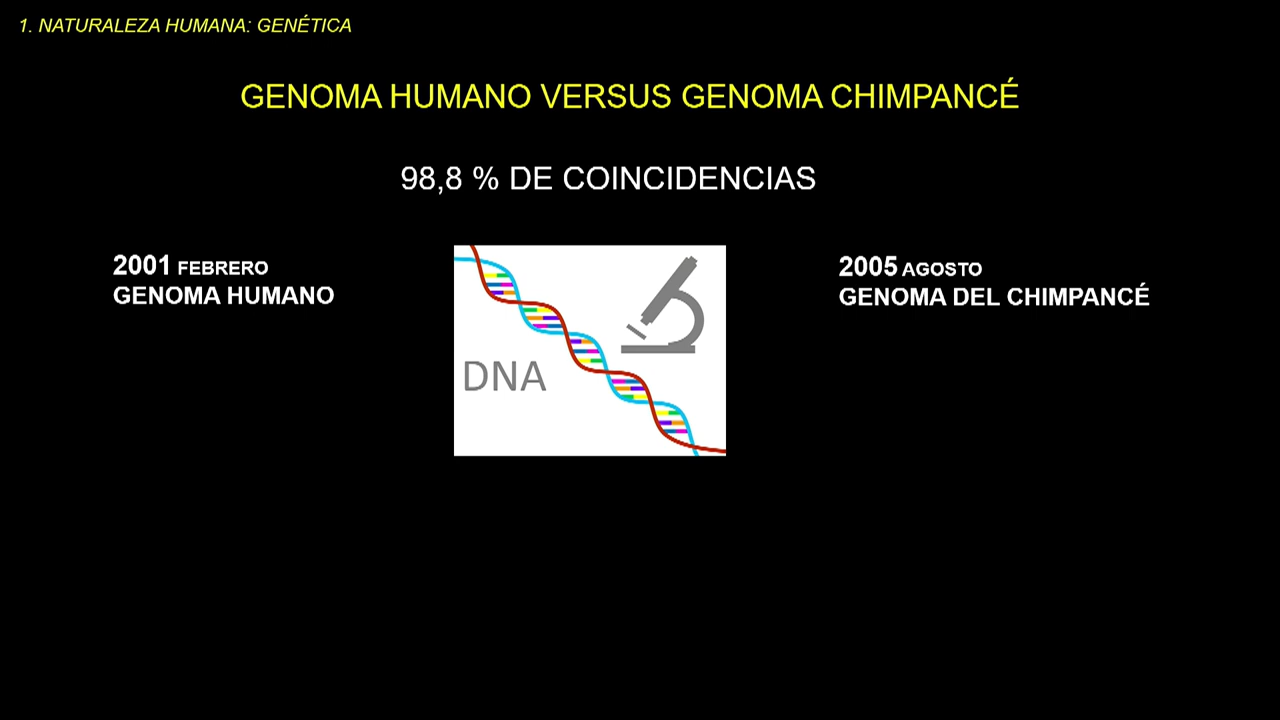 1. NATURALEZA HUMANA: GENÉTICA
GENOMA HUMANO VERSUS GENOMA CHIMPANCÉ
98,8 % DE COINCIDENCIAS
2001 FEBRERO
GENOMA HUMANO
DNA
2005 AGOSTO
GENOMA DEL CHIMPANCÉ